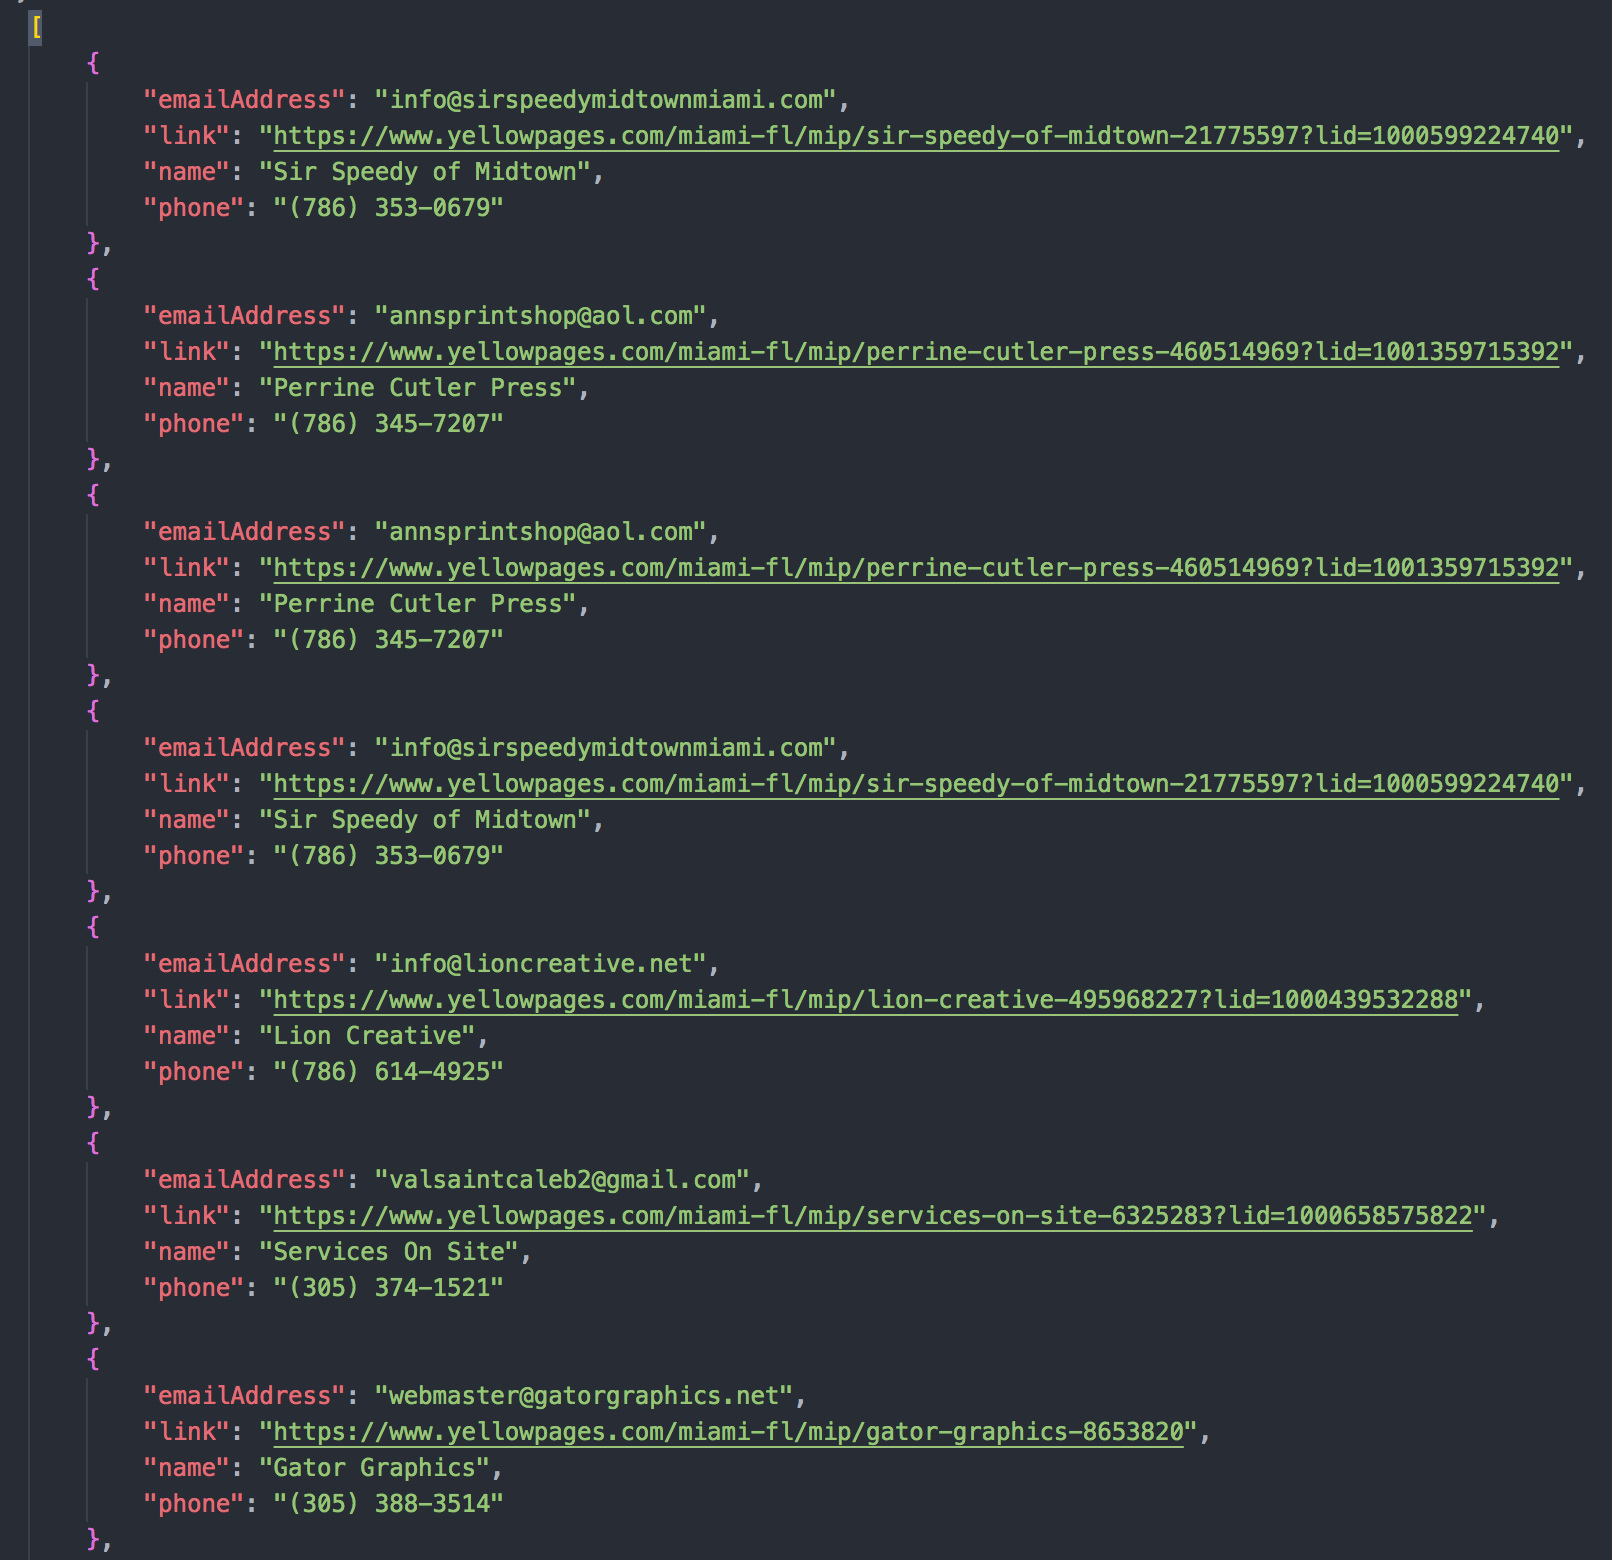 [
{
"emailAddress": "info@sirspeedymidtownmiami.com",
"link": "https://www.yellowpages.com/miami-fl/mip/sir-speedy-of-midtown-21775597?lid=1000599224740",
"name": "Sir Speedy of Midtown",
"phone": "(786) 353-0679"
},
{
"emailAddress": "annsprintshop@aol.com",
"link": "https://www.yellowpages.com/miami-fl/mip/perrine-cutler-press-460514969?lid=1001359715392",
"name": "Perrine Cutler Press",
"phone": "(786) 345-7207"
},
{
"emailAddress": "annsprintshop@aol.com",
"link": "https://www.yellowpages.com/miami-fl/mip/perrine-cutler-press-460514969?lid=1001359715392",
"name": "Perrine Cutler Press",
"phone": "(786) 345-7207"
},
{
"emailAddress": "info@sirspeedymidtownmiami.com",
"link": "https://www.yellowpages.com/miami-fl/mip/sir-speedy-of-midtown-21775597?lid=1000599224740",
"name": "Sir Speedy of Midtown",
"phone": "(786) 353-0679"
},
{
"emailAddress": "info@lioncreative.net",
"link": "https://www.yellowpages.com/miami-fl/mip/lion-creative-495968227?lid=1000439532288",
"name": "Lion Creative",
"phone": "(786) 614-4925"
},
{
"emailAddress": "valsaintcaleb2@gmail.com",
"link": "https://www.yellowpages.com/miami-fl/mip/services-on-site-6325283?lid=1000658575822",
"name": "Services On Site",
"phone": "(305) 374-1521"
},
{
"emailAddress": "webmaster@gatorgraphics.net",
"link": "https://www.yellowpages.com/miami-fl/mip/gator-graphics-8653820",
"name": "Gator Graphics",
"phone": "(305) 388-3514"
},